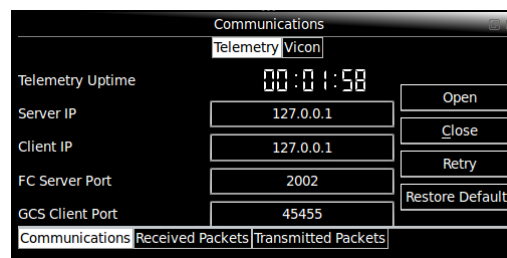 Communications
Telemetry Vicon
Telemetry Uptime 00:01:58
Open
Server IP 127.0.0.1
Close
Client IP 127.0.0.1
Retry
FC Server Port 2002
Restore Default
GCS Client Port 45455
Communications Received Packets Transmitted Packets